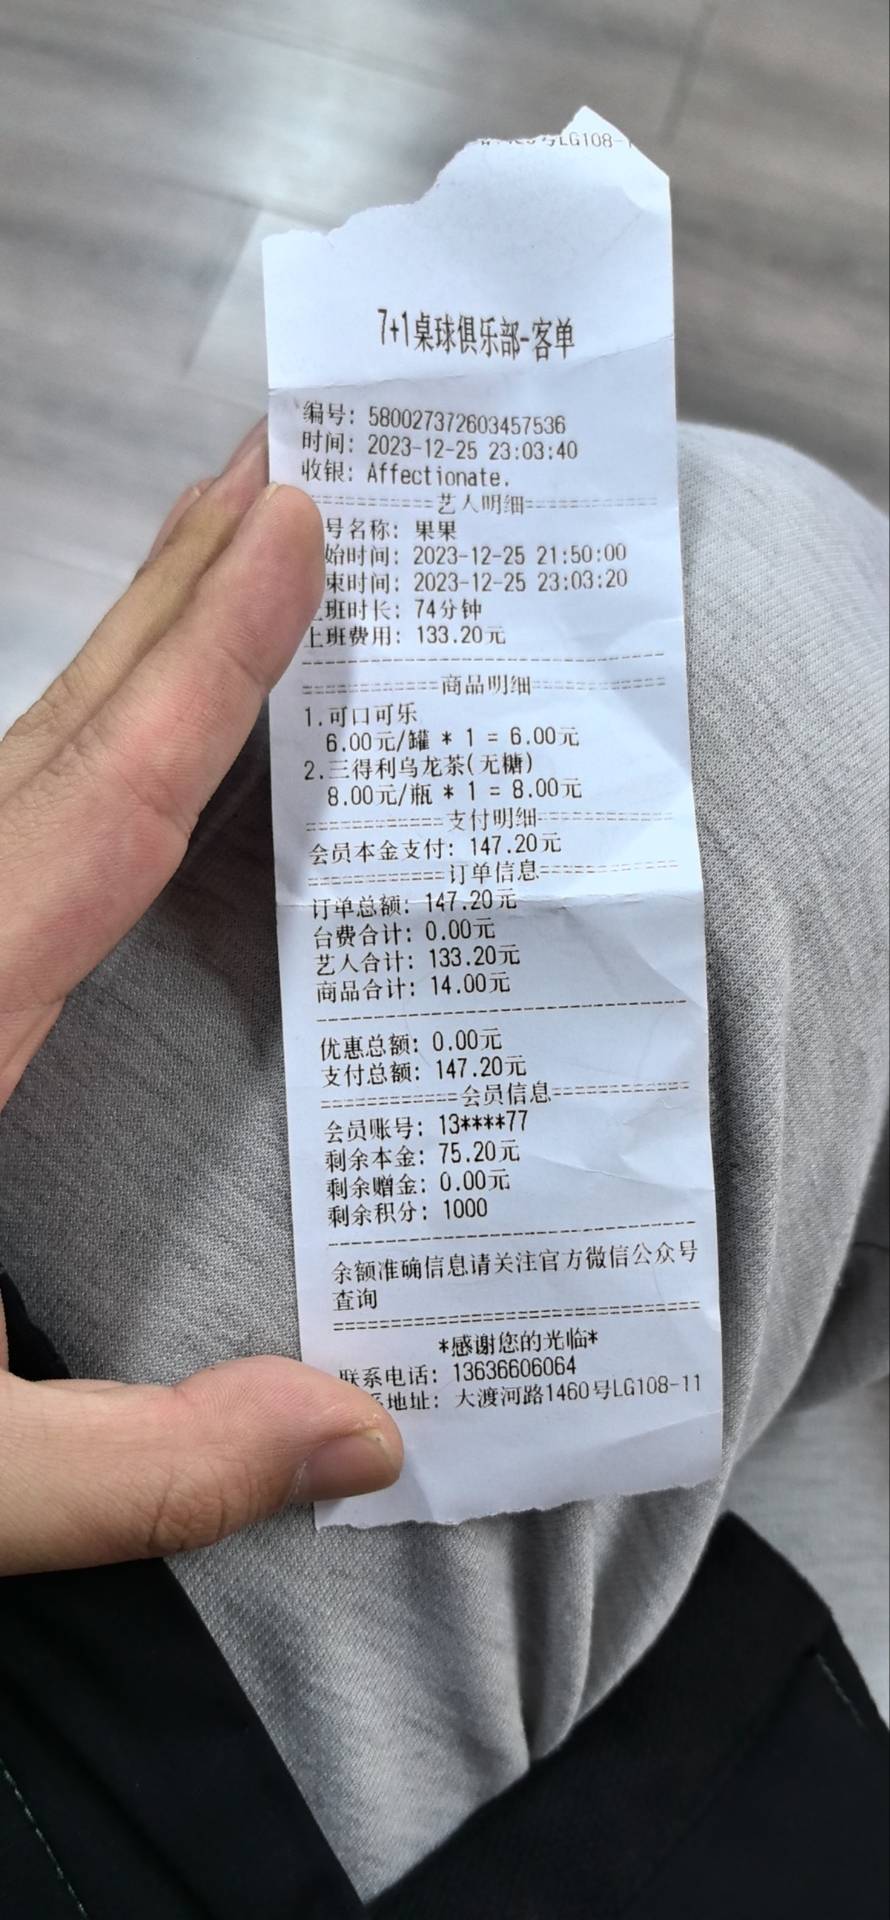 号LG108-1
7+1桌球俱乐部-客单
编号: 580027372603457536
时间: 2023-12-25 23:03:40
收银: Affectionate.
============艺人明细============
号名称: 果果
始时间: 2023-12-25 21:50:00
束时间: 2023-12-25 23:03:20
上班时长: 74分钟
上班费用: 133.20元
--------------------------------
============商品明细============
1.可口可乐
6.00元/罐 * 1 = 6.00元
2.三得利乌龙茶(无糖)
8.00元/瓶 * 1 = 8.00元
============支付明细============
会员本金支付: 147.20元
============订单信息============
订单总额: 147.20元
台费合计: 0.00元
艺人合计: 133.20元
商品合计: 14.00元
--------------------------------
优惠总额: 0.00元
支付总额: 147.20元
============会员信息============
会员账号: 13****77
剩余本金: 75.20元
剩余赠金: 0.00元
剩余积分: 1000
--------------------------------
余额准确信息请关注官方微信公众号
查询
================================
*感谢您的光临*
联系电话: 13636606064
系地址: 大渡河路1460号LG108-11